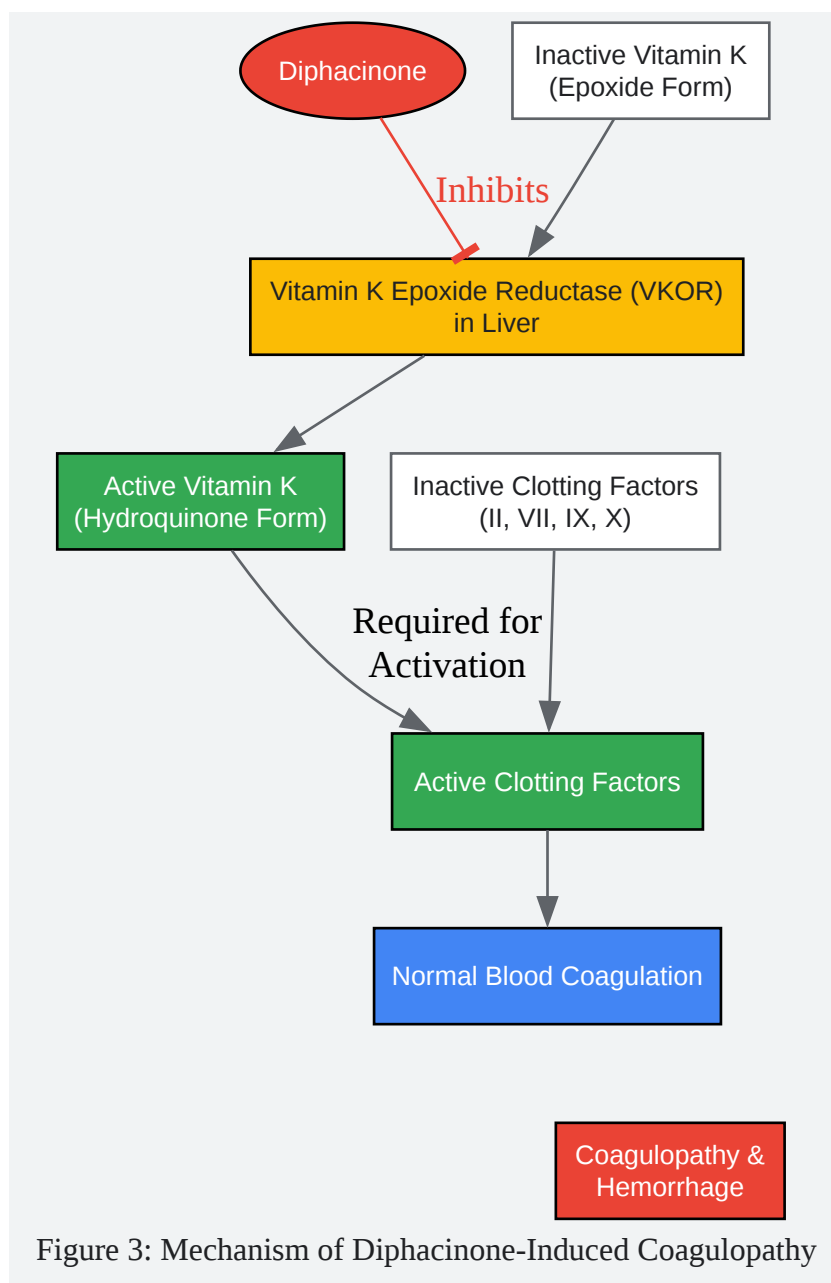 Diphacinone
Inactive Vitamin K
(Epoxide Form)
Inhibits
Vitamin K Epoxide Reductase (VKOR)
in Liver
Active Vitamin K
(Hydroquinone Form)
Inactive Clotting Factors
(II, VII, IX, X)
Required for
Activation
Active Clotting Factors
Normal Blood Coagulation
Coagulopathy &
Hemorrhage
Figure 3: Mechanism of Diphacinone-Induced Coagulopathy